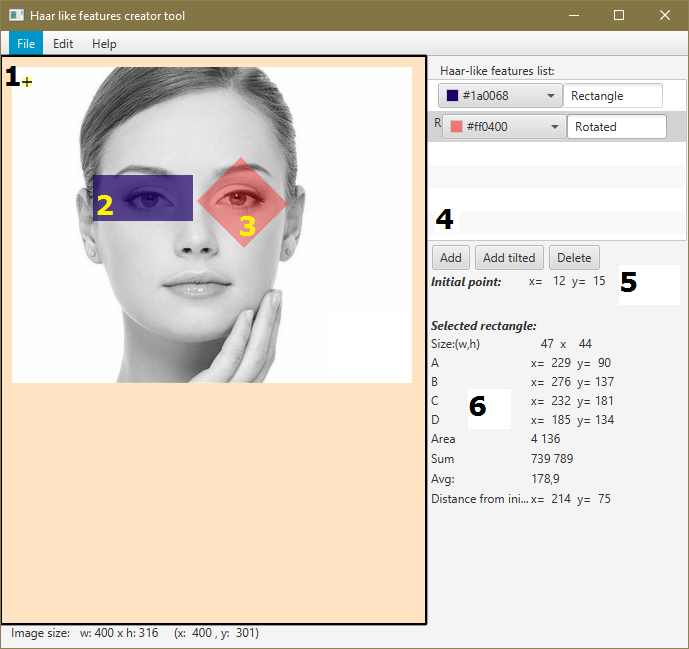 Haar like features creator tool
File Edit Help
1
Haar-like features list:
#1a0068 Rectangle
R #ff0400 Rotated
2
3
4
Add Add tilted Delete
Initial point: x= 12 y= 15
5
Selected rectangle:
Size:(w,h) 47 x 44
A x= 229 y= 90
B x= 276 y= 137
C x= 232 y= 181
6
D x= 185 y= 134
Area 4 136
Sum 739 789
Avg: 178,9
Distance from ini... x= 214 y= 75
Image size: w: 400 x h: 316 (x: 400 , y: 301)